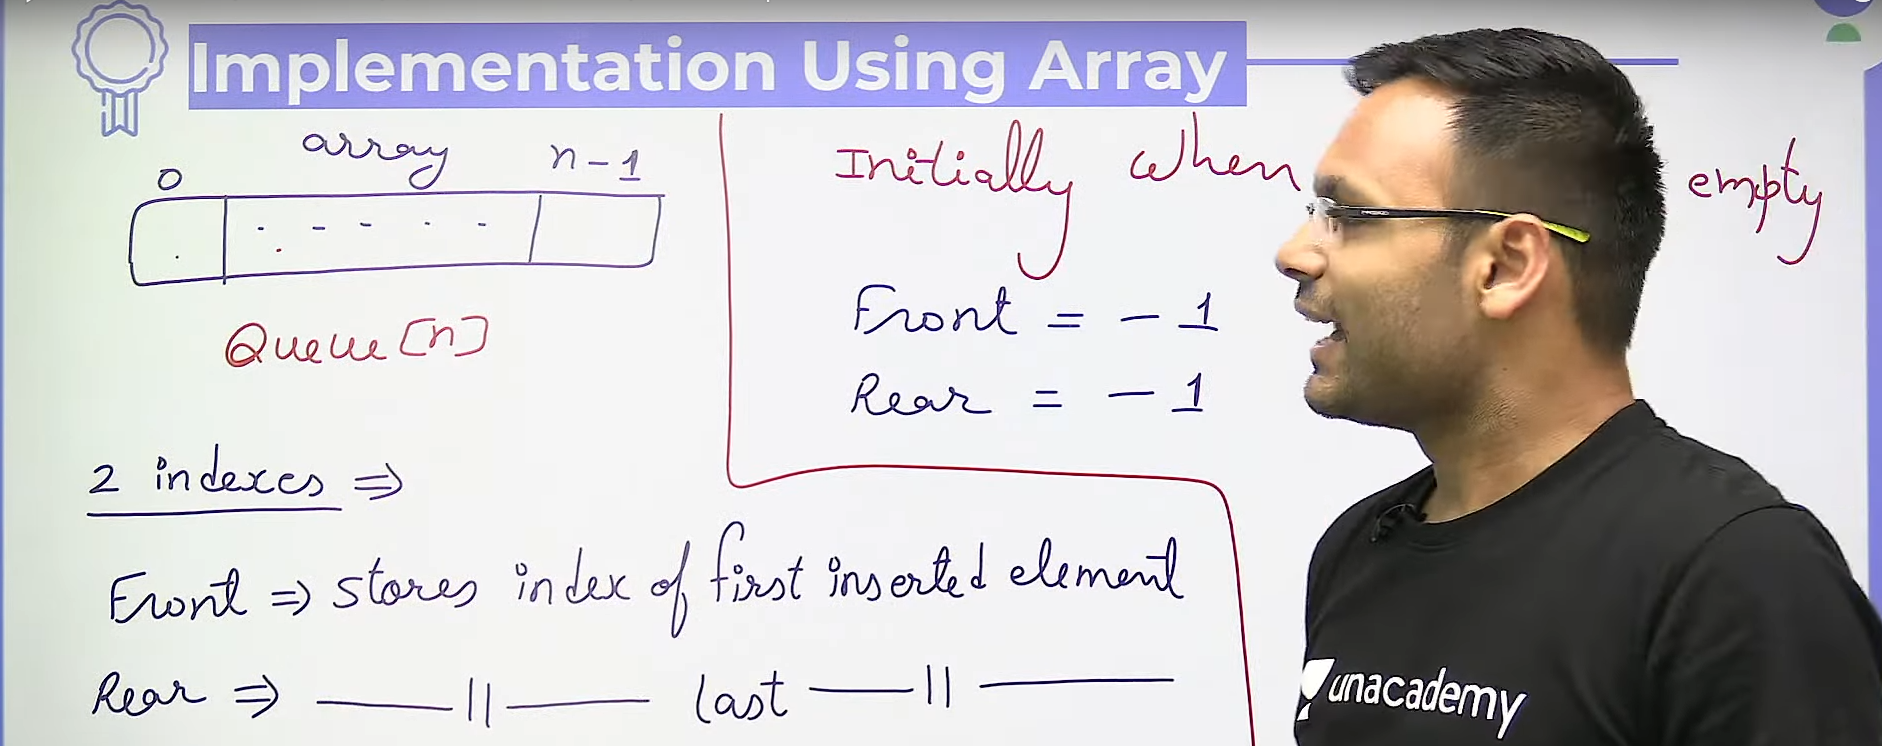 Implementation Using Array
array
0
n-1
Queue[n]
2 indexes ⇒
Front ⇒ stores index of first inserted element
Rear ⇒ —— || —— last —— || ——
Initially when empty
Front = -1
Rear = -1
unacademy